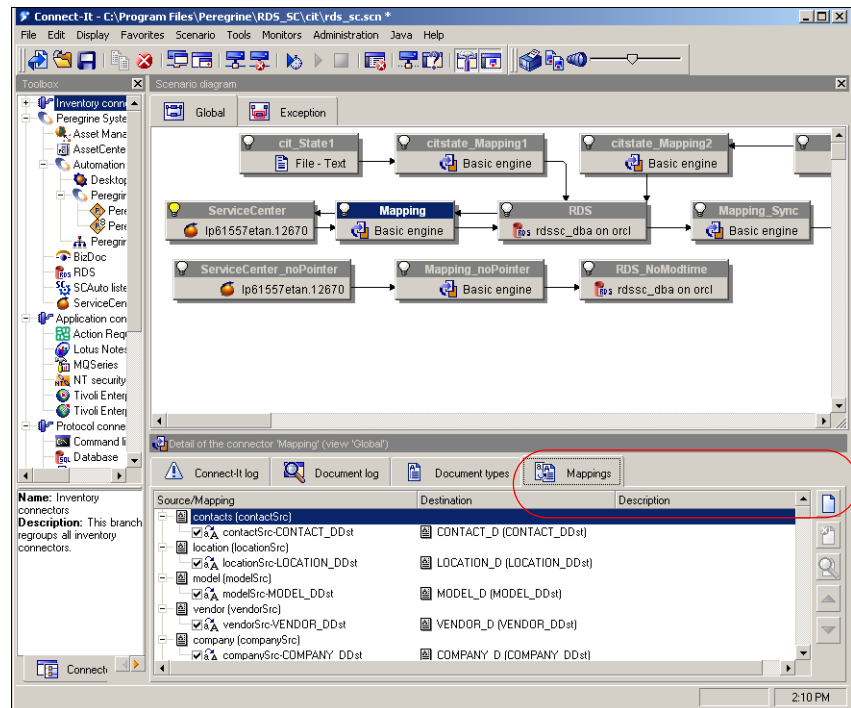 Connect-It - C:\Program Files\Peregrine\RDS_SC\cit\rds_sc.scn *
File Edit Display Favorites Scenario Tools Monitors Administration Java Help
Toolbox
Inventory conn
Peregrine Syste
Asset Mana
AssetCente
Automation
Desktop
Peregrin
Pere
Pere
Peregri
BizDoc
RDS
SCAuto liste
ServiceCen
Application con
Action Requ
Lotus Notes
MQSeries
NT security
Tivoli Enterp
Tivoli Enterp
Protocol conne
Command li
Database
Name: Inventory
connectors
Description: This branch
regroups all inventory
connectors.
Connect
Scenario diagram
Global Exception
cit_State1
File - Text
citstate_Mapping1
Basic engine
citstate_Mapping2
Basic engine
ServiceCenter
lp61557etan.12670
Mapping
Basic engine
RDS
rdssc_dba on orcl
Mapping_Sync
Basic engine
ServiceCenter_noPointer
lp61557etan.12670
Mapping_noPointer
Basic engine
RDS_NoModtime
rdssc_dba on orcl
Detail of the connector 'Mapping' (view 'Global')
Connect-It log Document log Document types Mappings
Source/Mapping Destination Description
contacts (contactSrc)
contactSrc-CONTACT_DDst CONTACT_D (CONTACT_DDst)
location (locationSrc)
locationSrc-LOCATION_DDst LOCATION_D (LOCATION_DDst)
model (modelSrc)
modelSrc-MODEL_DDst MODEL_D (MODEL_DDst)
vendor (vendorSrc)
vendorSrc-VENDOR_DDst VENDOR_D (VENDOR_DDst)
company (companySrc)
companySrc-COMPANY_DDst COMPANY_D (COMPANY_DDst)
2:10 PM